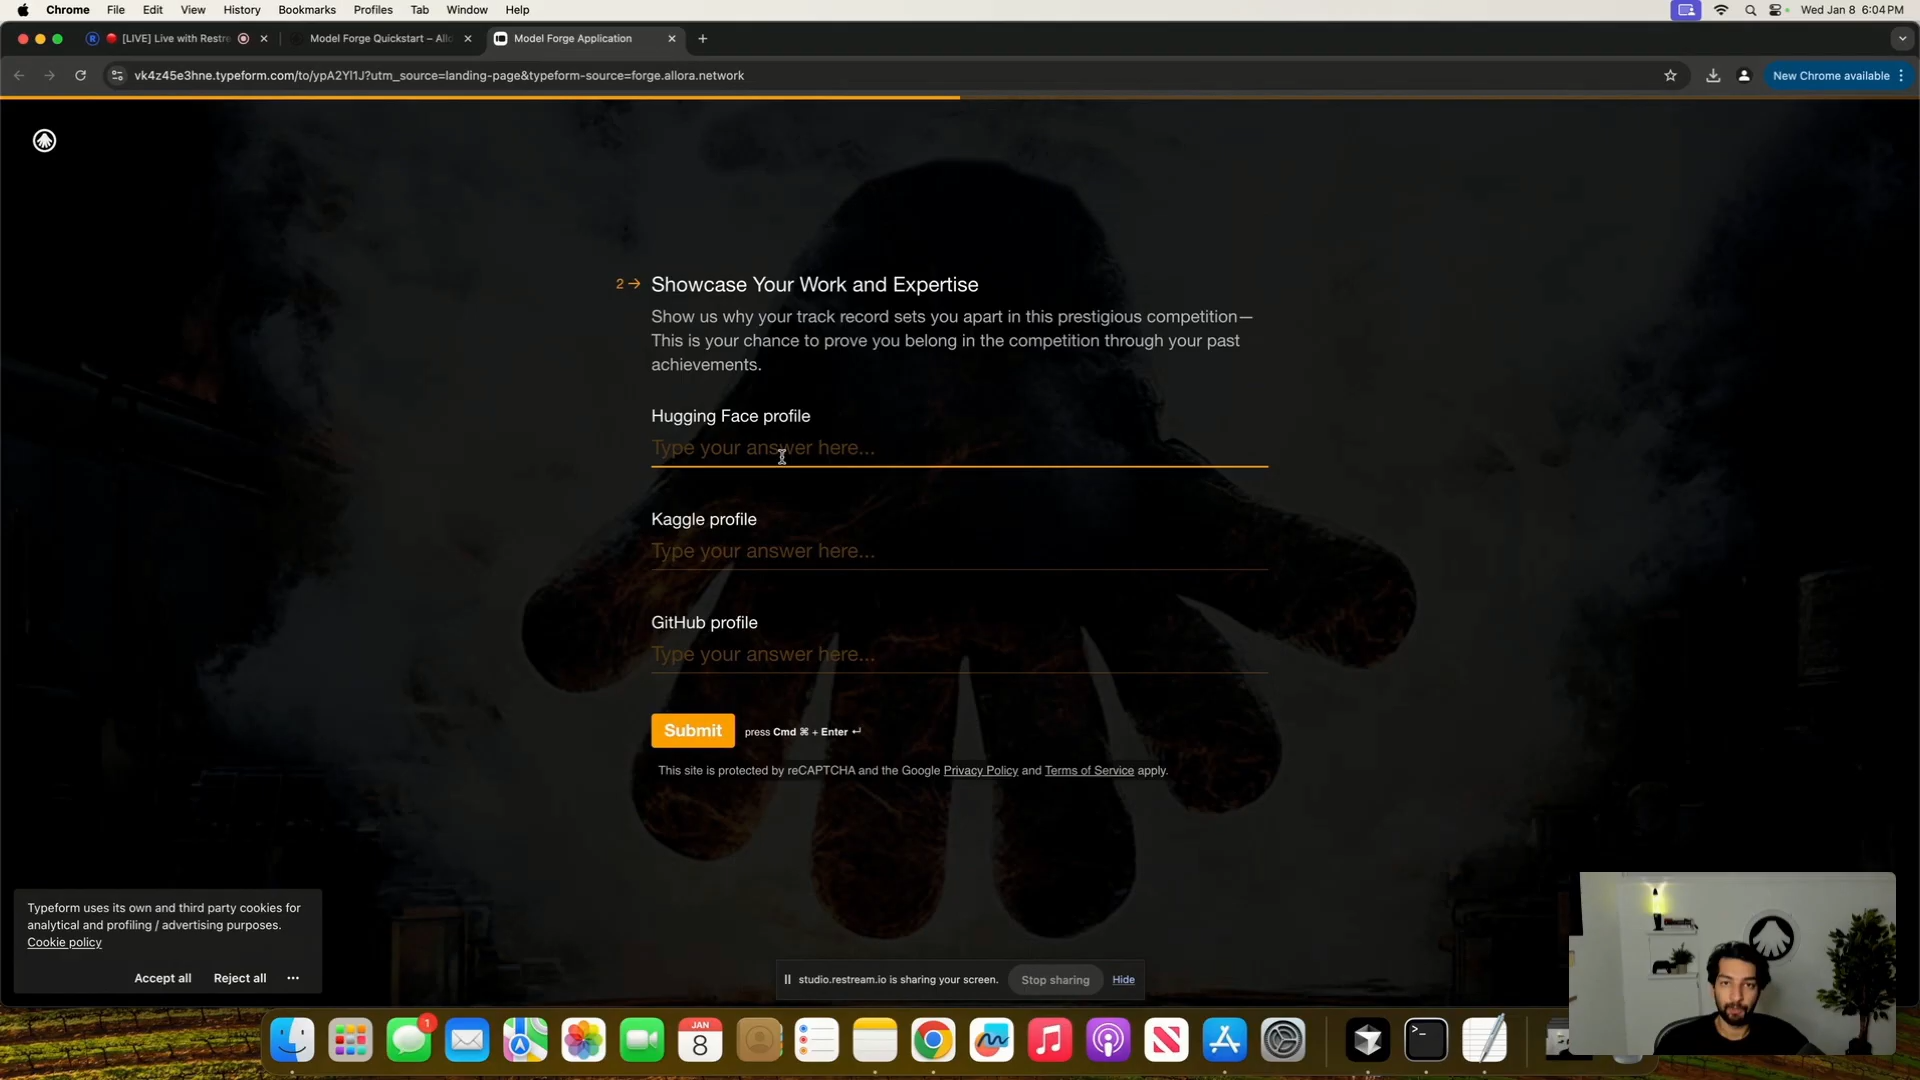 Chrome File Edit View History Bookmarks Profiles Tab Window Help
Wed Jan 8 6:04 PM
[LIVE] Live with Restre
Model Forge Quickstart – Allo
Model Forge Application
vk4z45e3hne.typeform.com/to/ypA2Yl1J?utm_source=landing-page&typeform-source=forge.allora.network
New Chrome available
2
Showcase Your Work and Expertise
Show us why your track record sets you apart in this prestigious competition—
This is your chance to prove you belong in the competition through your past
achievements.
Hugging Face profile
Type your answer here...
Kaggle profile
Type your answer here...
GitHub profile
Type your answer here...
Submit
press Cmd ⌘ + Enter ↵
This site is protected by reCAPTCHA and the Google Privacy Policy and Terms of Service apply.
Typeform uses its own and third party cookies for
analytical and profiling / advertising purposes.
Cookie policy
Accept all Reject all ...
studio.restream.io is sharing your screen.
Stop sharing
Hide
1
JAN
8